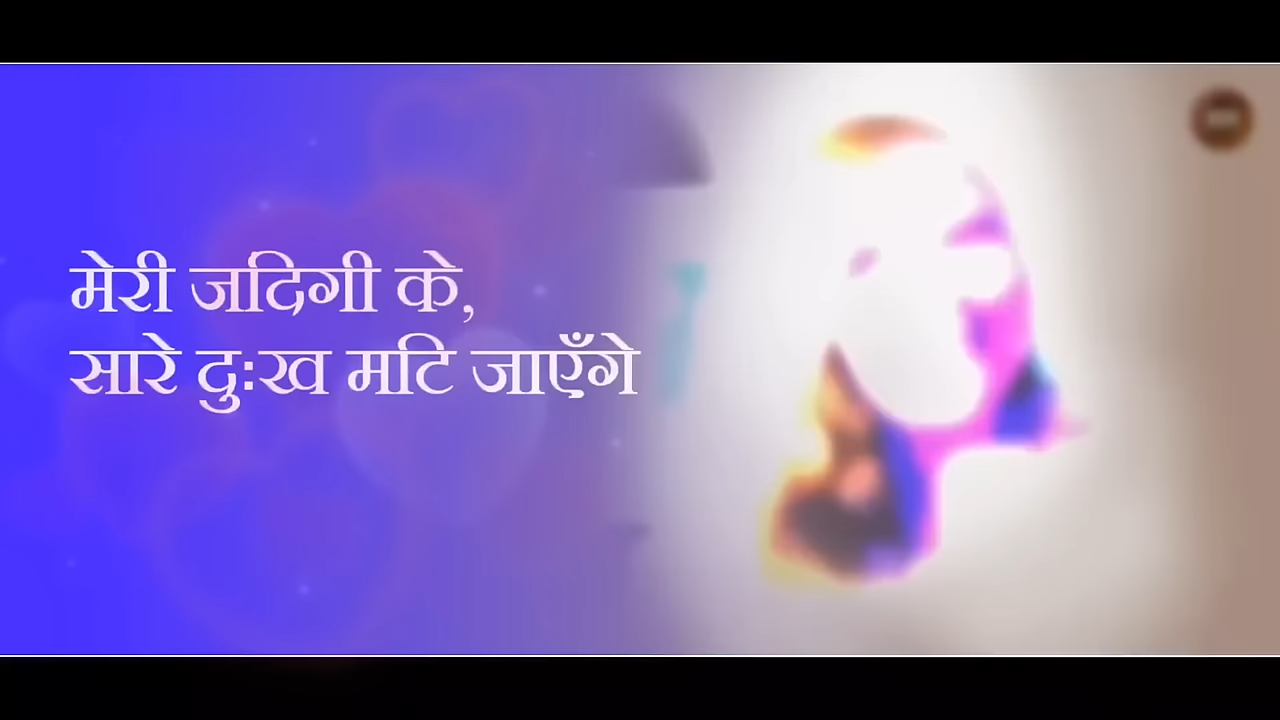 मेरी जदिगी के,
सारे दुःख मटि जाएँगे